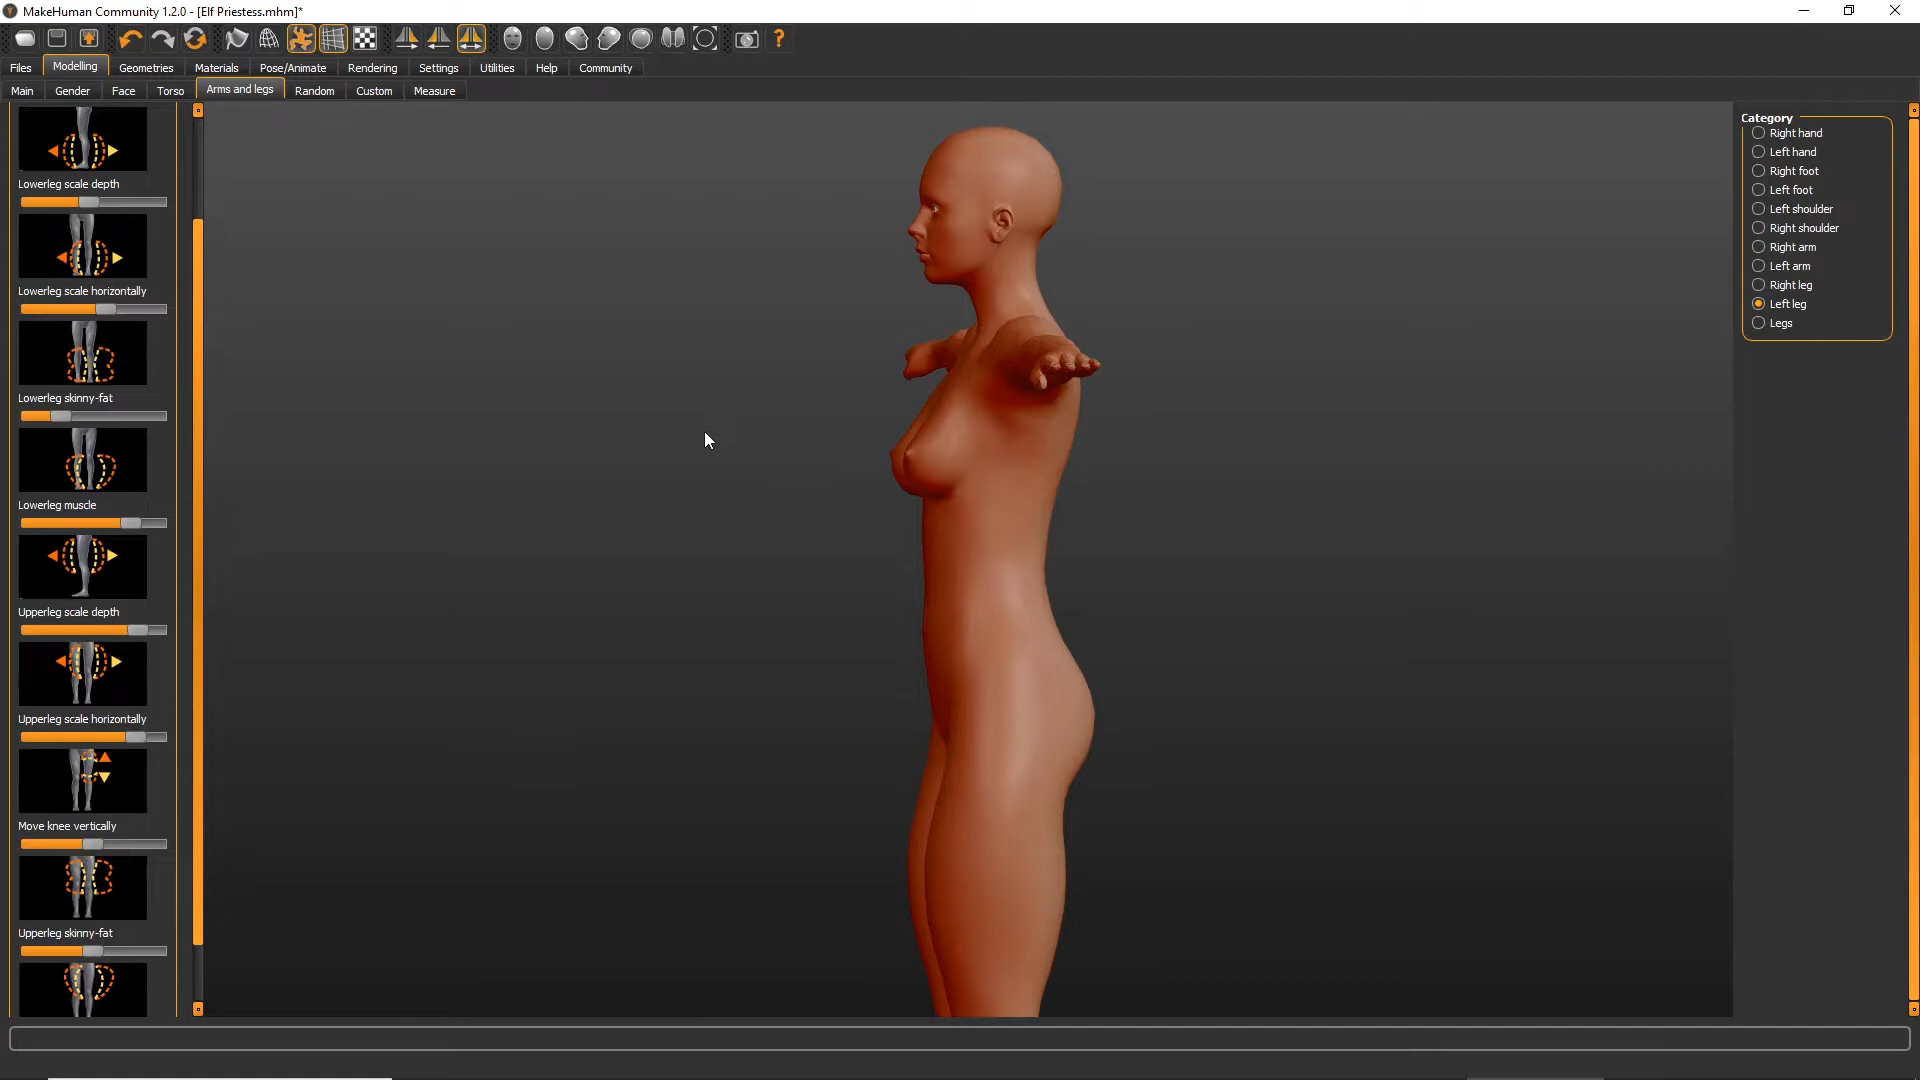 MakeHuman Community 1.2.0 - [Elf Priestess.mhm]*
Files Modelling Geometries Materials Pose/Animate Rendering Settings Utilities Help Community
Main Gender Face Torso Arms and legs Random Custom Measure
Lowerleg scale depth
Lowerleg scale horizontally
Lowerleg skinny-fat
Lowerleg muscle
Upperleg scale depth
Upperleg scale horizontally
Move knee vertically
Upperleg skinny-fat
Category
Right hand
Left hand
Right foot
Left foot
Left shoulder
Right shoulder
Right arm
Left arm
Right leg
Left leg
Legs